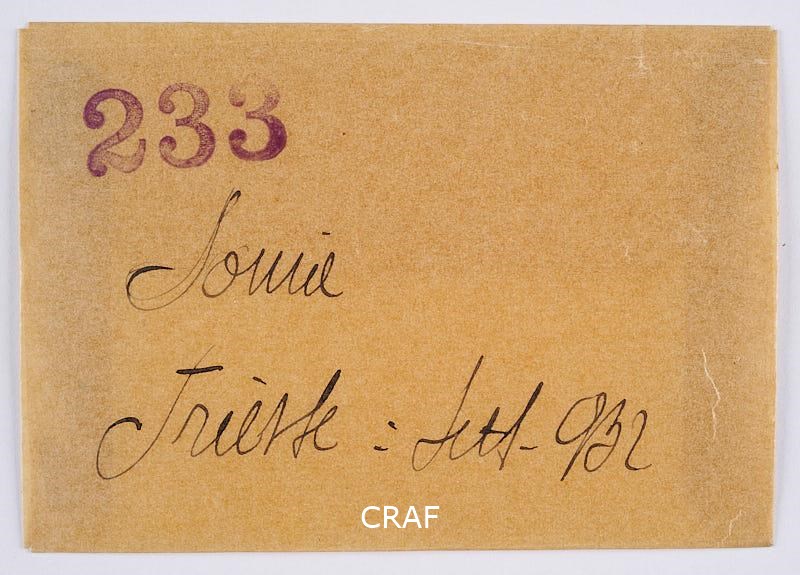 233
Sonia
Trieste : Sett- 932
CRAF